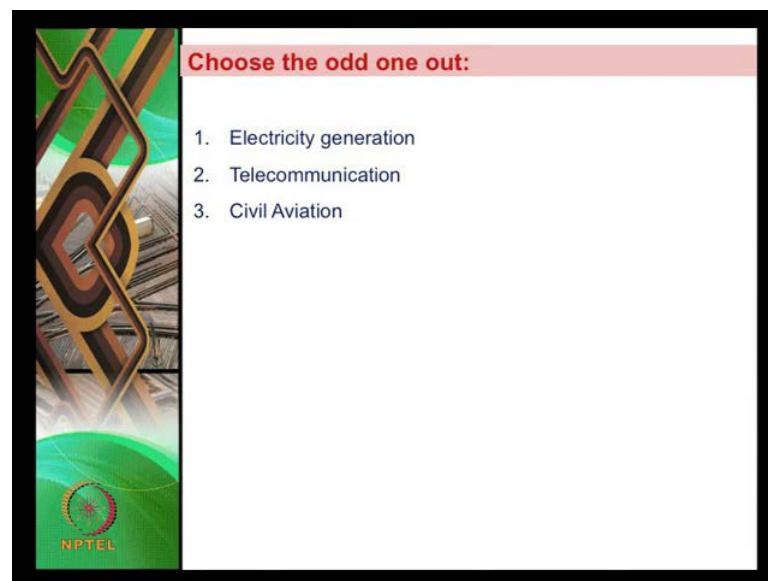 Choose the odd one out:
1. Electricity generation
2. Telecommunication
3. Civil Aviation
NPTEL